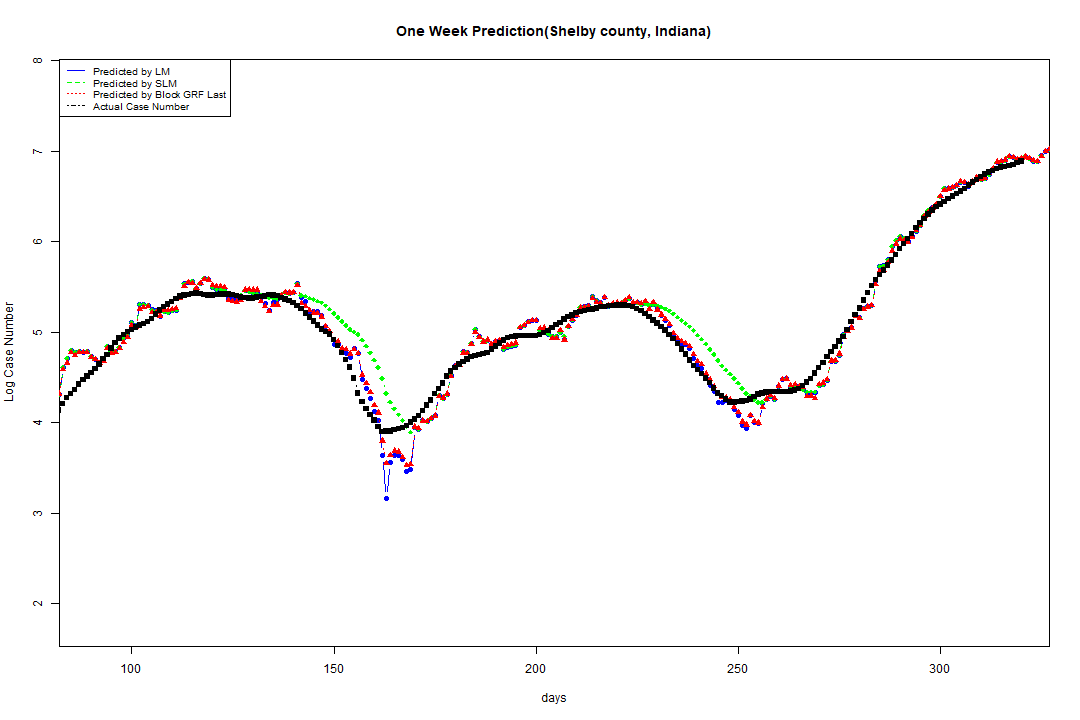 One Week Prediction(Shelby county, Indiana)
Predicted by LM
Predicted by SLM
Predicted by Block GRF Last
Actual Case Number
Log Case Number
8
7
6
5
4
3
2
100 150 200 250 300
days